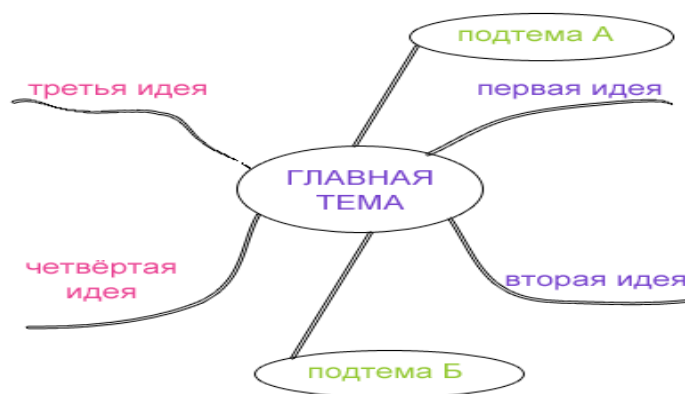 подтема А
третья идея
первая идея
ГЛАВНАЯ
ТЕМА
четвёртая
идея
вторая идея
подтема Б